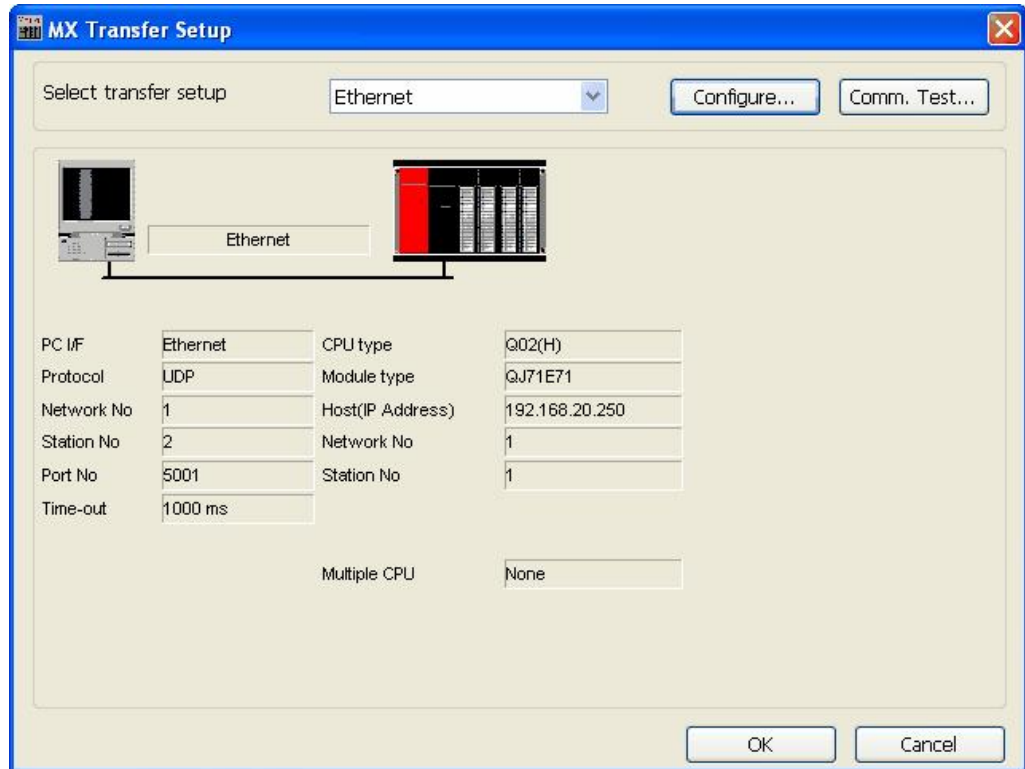 MX Transfer Setup
Select transfer setup Ethernet Configure... Comm. Test...
Ethernet
PC I/F Ethernet CPU type Q02(H)
Protocol UDP Module type QJ71E71
Network No 1 Host(IP Address) 192.168.20.250
Station No 2 Network No 1
Port No 5001 Station No 1
Time-out 1000 ms
Multiple CPU None
OK Cancel